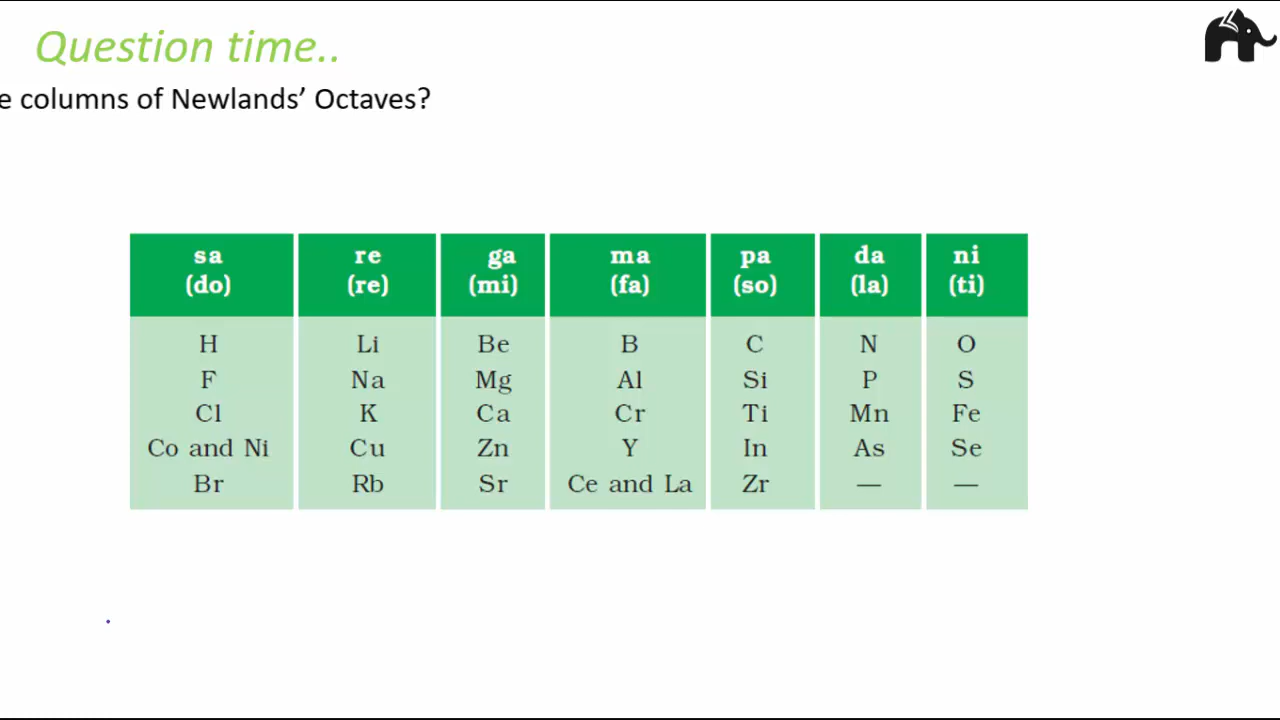 Question time..
e columns of Newlands’ Octaves?
sa re ga ma pa da ni
(do) (re) (mi) (fa) (so) (la) (ti)
H Li Be B C N O
F Na Mg Al Si P S
Cl K Ca Cr Ti Mn Fe
Co and Ni Cu Zn Y In As Se
Br Rb Sr Ce and La Zr — —